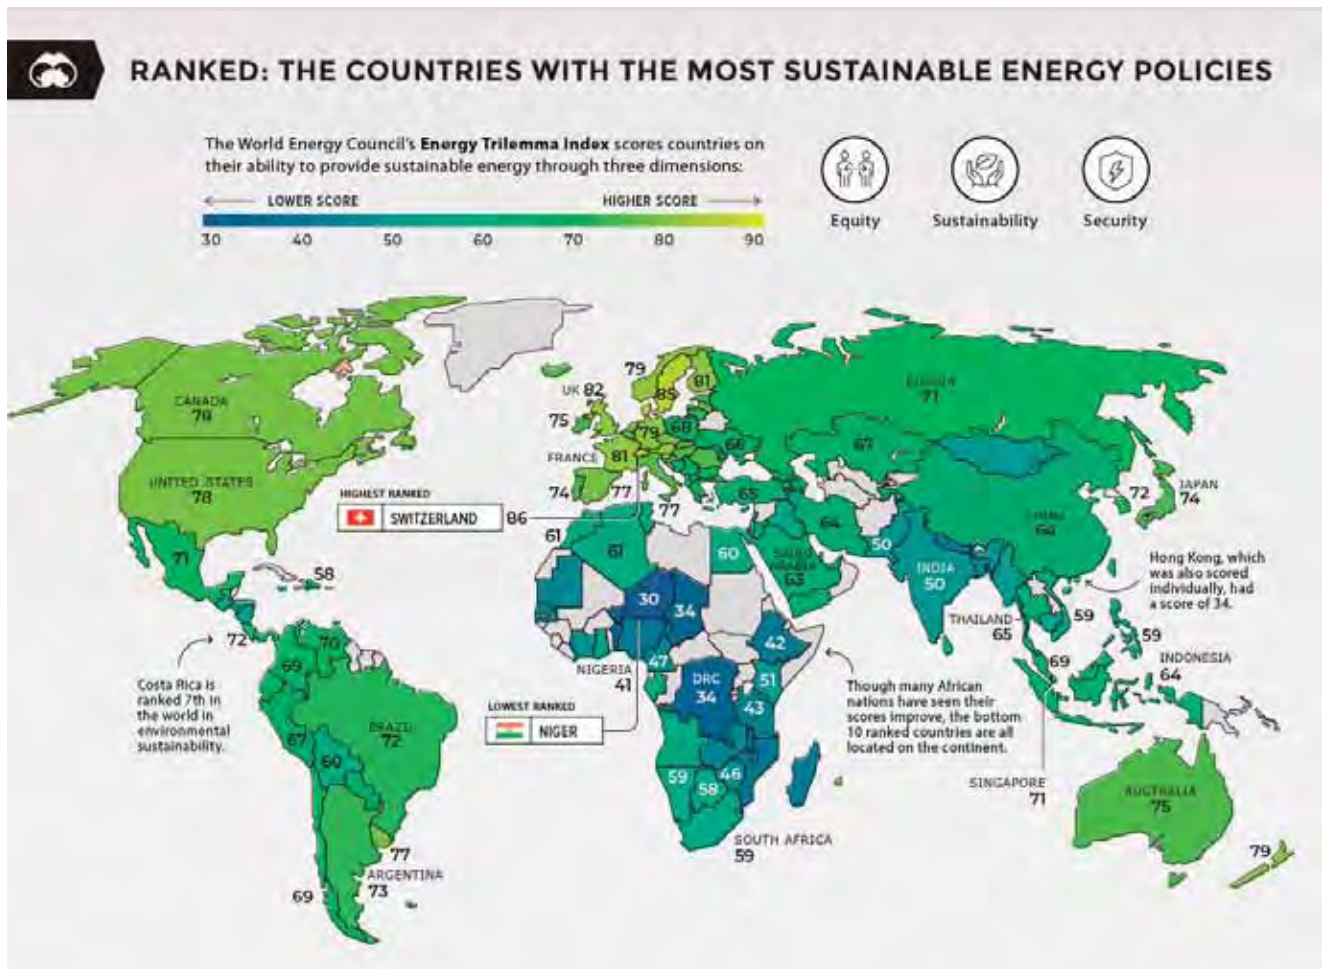 RANKED: THE COUNTRIES WITH THE MOST SUSTAINABLE ENERGY POLICIES
The World Energy Council's Energy Trilemma Index scores countries on
their ability to provide sustainable energy through three dimensions:
LOWER SCORE
HIGHER SCORE
30 40 50 60 70 80 90
Equity
Sustainability
Security
CANADA
UNITED STATES
78
71
58
72
Costa Rica is
ranked 7th in
the world in
environmental
sustainability.
70
69
67
BRAZIL
72
60
77
ARGENTINA
73
69
HIGHEST RANKED
SWITZERLAND
86
79
UK 82
85
81
75
79
68
66
FRANCE
81
74
77
77
65
RUSSIA
71
67
61
61
60
64
SAUDI
ARABIA
63
30
34
NIGERIA
41
47
42
DRC
34
51
43
LOWEST RANKED
NIGER
59
58
46
SOUTH AFRICA
59
Though many African
nations have seen their
scores improve, the bottom
10 ranked countries are all
located on the continent.
50
INDIA
50
CHINA
64
72
JAPAN
74
Hong Kong, which
was also scored
individually, had
a score of 34.
THAILAND
65
59
59
69
INDONESIA
64
SINGAPORE
71
AUSTRALIA
75
79